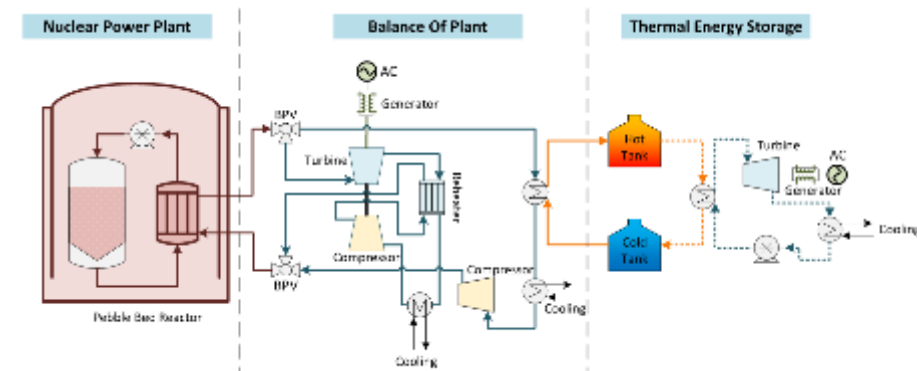 Nuclear Power Plant
Balance Of Plant
Thermal Energy Storage
AC
Generator
BPV
Turbine
Reheater
Compressor
BPV
Compressor
Cooling
Cooling
Pebble Bed Reactor
Hot
Tank
Cold
Tank
Turbine
AC
Generator
Cooling